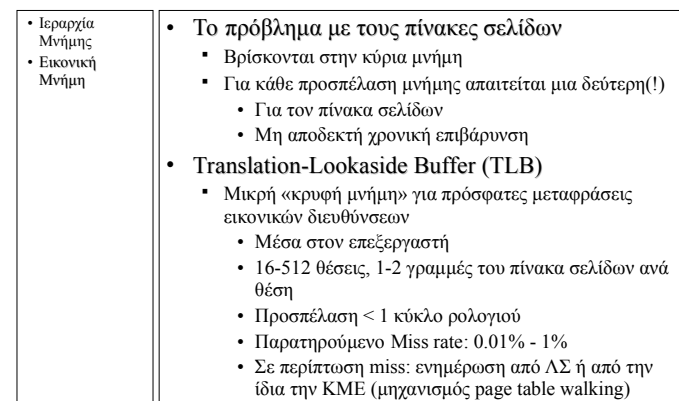 • Ιεραρχία
Μνήμης
• Εικονική
Μνήμη
• Το πρόβλημα με τους πίνακες σελίδων
▪ Βρίσκονται στην κύρια μνήμη
▪ Για κάθε προσπέλαση μνήμης απαιτείται μια δεύτερη(!)
• Για τον πίνακα σελίδων
• Μη αποδεκτή χρονική επιβάρυνση
• Translation-Lookaside Buffer (TLB)
▪ Μικρή «κρυφή μνήμη» για πρόσφατες μεταφράσεις
εικονικών διευθύνσεων
• Μέσα στον επεξεργαστή
• 16-512 θέσεις, 1-2 γραμμές του πίνακα σελίδων ανά
θέση
• Προσπέλαση < 1 κύκλο ρολογιού
• Παρατηρούμενο Miss rate: 0.01% - 1%
• Σε περίπτωση miss: ενημέρωση από ΛΣ ή από την
ίδια την ΚΜΕ (μηχανισμός page table walking)